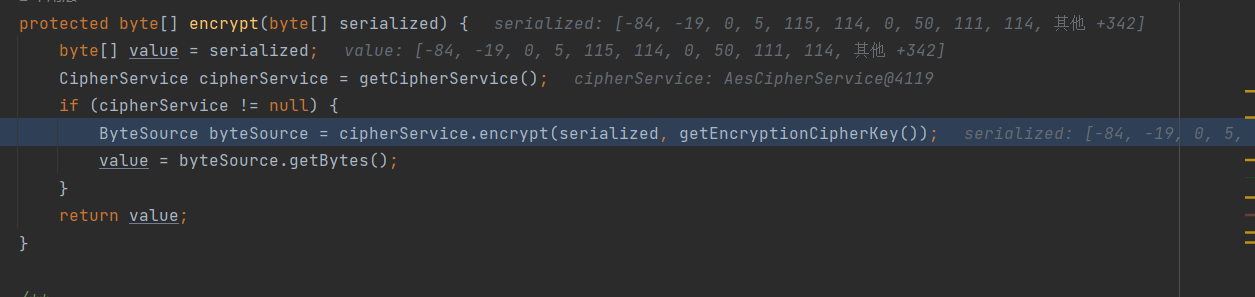 protected byte[] encrypt(byte[] serialized) {   serialized: [-84, -19, 0, 5, 115, 114, 0, 50, 111, 114, 其他 +342]
byte[] value = serialized;   value: [-84, -19, 0, 5, 115, 114, 0, 50, 111, 114, 其他 +342]
CipherService cipherService = getCipherService();   cipherService: AesCipherService@4119
if (cipherService != null) {
ByteSource byteSource = cipherService.encrypt(serialized, getEncryptionCipherKey());   serialized: [-84, -19, 0, 5,
value = byteSource.getBytes();
}
return value;
}